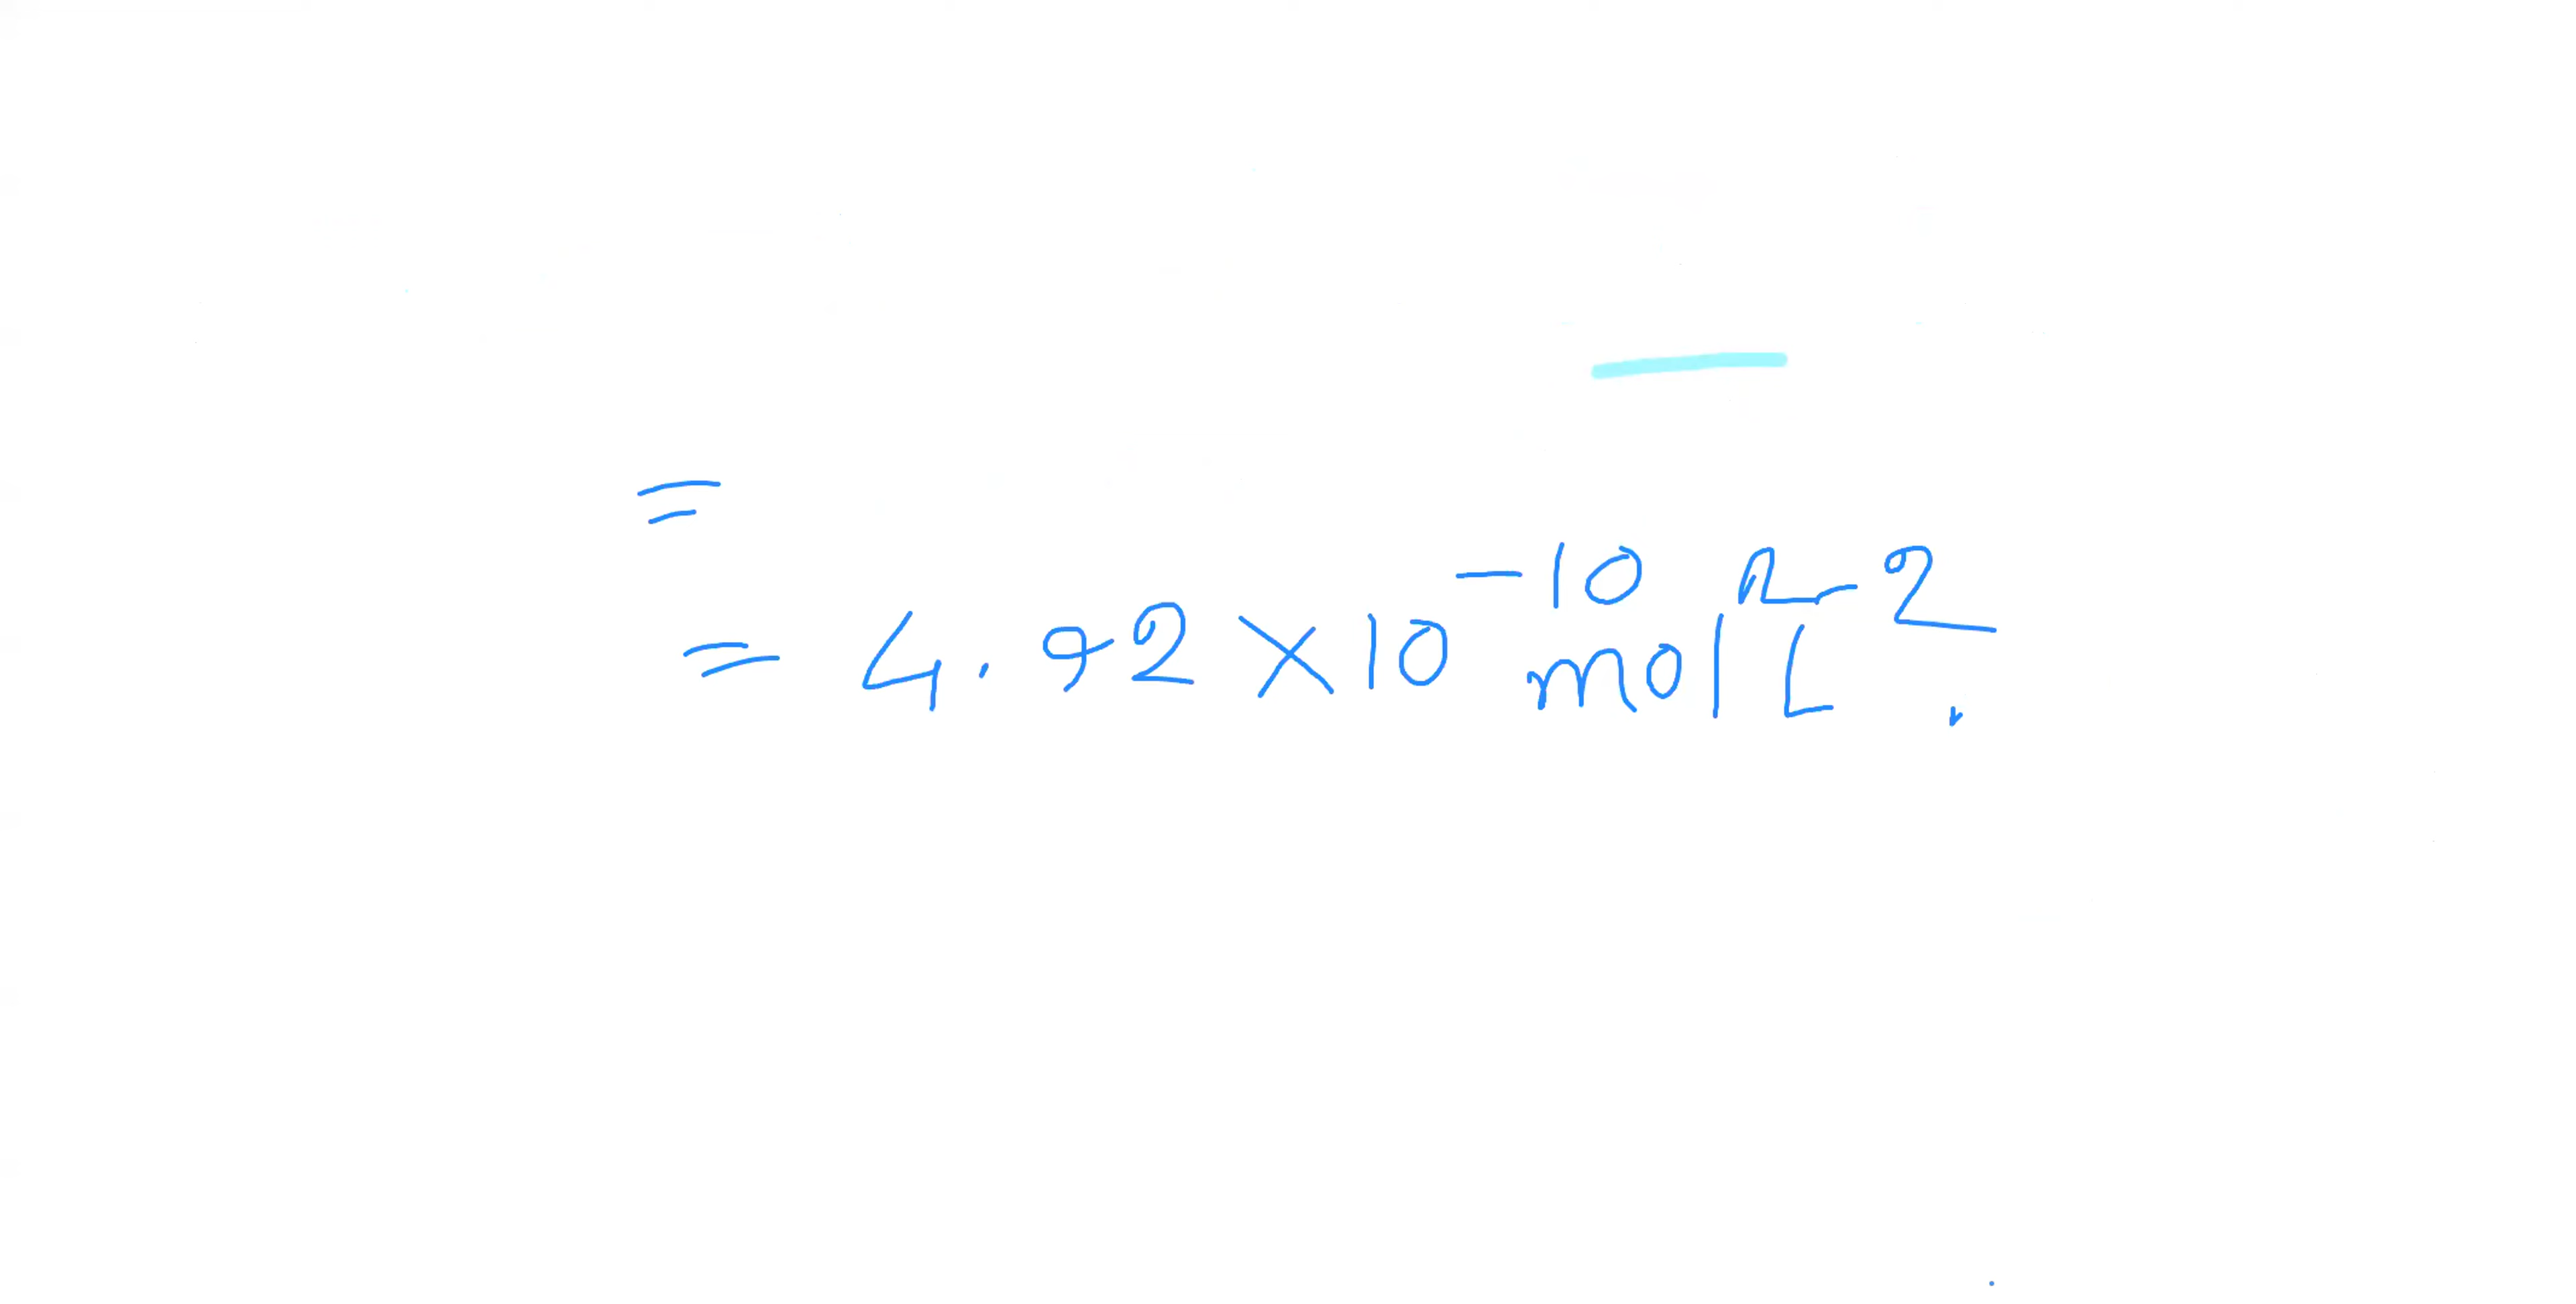 =
= 4.92 × 10⁻¹⁰ mol² L⁻².